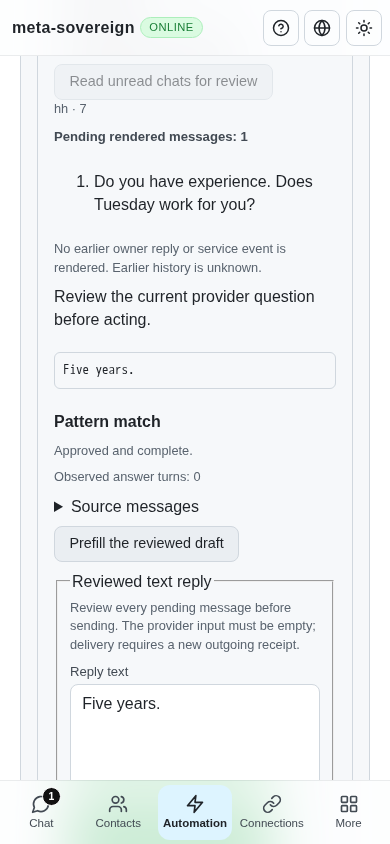 meta-sovereign ONLINE
Read unread chats for review
hh · 7
Pending rendered messages: 1
1. Do you have experience. Does
Tuesday work for you?
No earlier owner reply or service event is
rendered. Earlier history is unknown.
Review the current provider question
before acting.
Five years.
Pattern match
Approved and complete.
Observed answer turns: 0
Source messages
Prefill the reviewed draft
Reviewed text reply
Review every pending message before
sending. The provider input must be empty;
delivery requires a new outgoing receipt.
Reply text
Five years.
1
Chat Contacts Automation Connections More